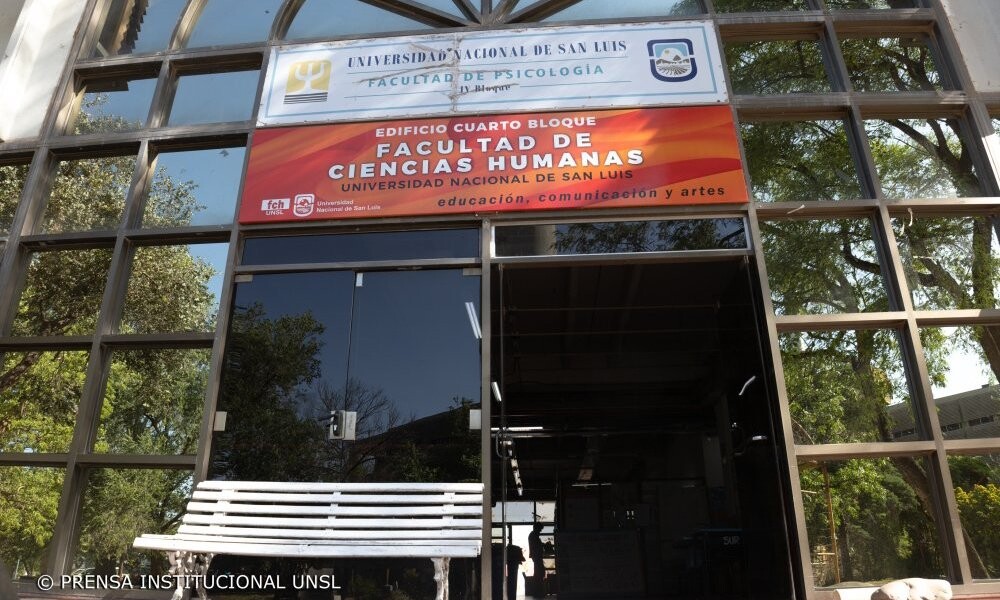 UNIVERSIDAD NACIONAL DE SAN LUIS
FACULTAD DE PSICOLOGÍA
IV Bloque
EDIFICIO CUARTO BLOQUE
FACULTAD DE
CIENCIAS HUMANAS
UNIVERSIDAD NACIONAL DE SAN LUIS
educación, comunicación y artes
fch
UNSL
Universidad
Nacional de San Luis
SUR
© PRENSA INSTITUCIONAL UNSL